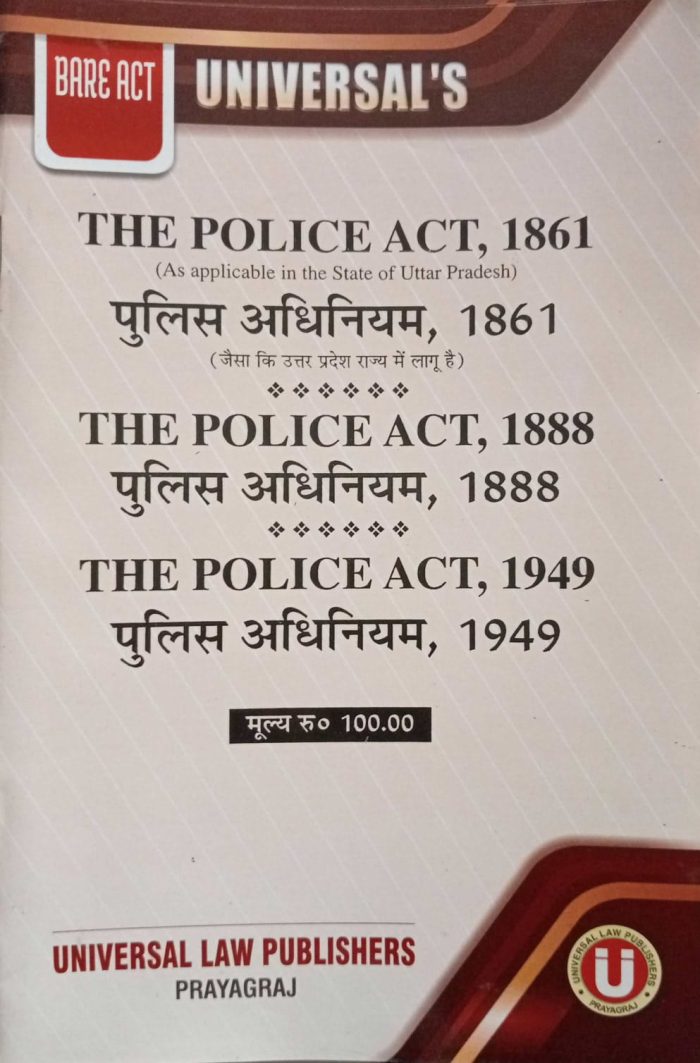 BARE ACT
UNIVERSAL'S
THE POLICE ACT, 1861
(As applicable in the State of Uttar Pradesh)
पुलिस अधिनियम, 1861
(जैसा कि उत्तर प्रदेश राज्य में लागू है)
THE POLICE ACT, 1888
पुलिस अधिनियम, 1888
THE POLICE ACT, 1949
पुलिस अधिनियम, 1949
मूल्य रु० 100.00
UNIVERSAL LAW PUBLISHERS
PRAYAGRAJ
UNIVERSAL LAW PUBLISHERS
U
PRAYAGRAJ